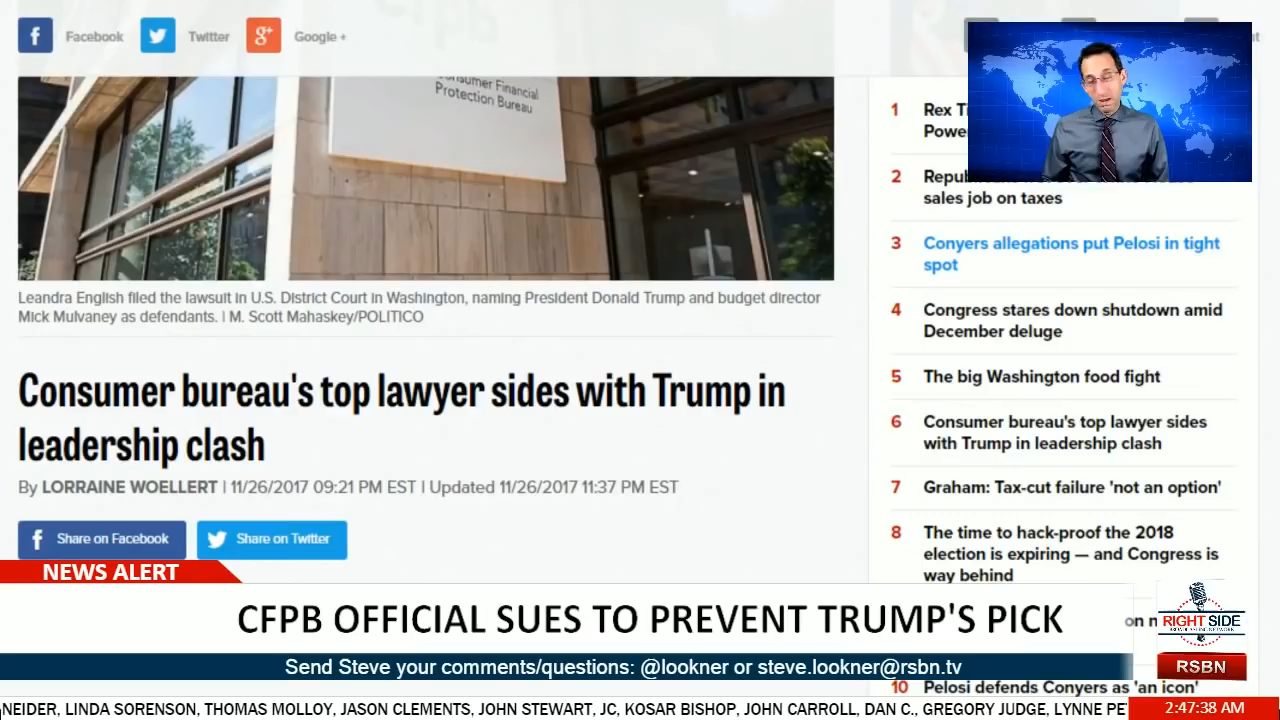 Facebook
Twitter
Google +
Consumer Financial
Protection Bureau
Leandra English filed the lawsuit in U.S. District Court in Washington, naming President Donald Trump and budget director
Mick Mulvaney as defendants. | M. Scott Mahaskey/POLITICO
Consumer bureau's top lawyer sides with Trump in
leadership clash
By LORRAINE WOELLERT | 11/26/2017 09:21 PM EST | Updated 11/26/2017 11:37 PM EST
Share on Facebook
Share on Twitter
1 Rex
Powe
2 Repu
sales job on taxes
3 Conyers allegations put Pelosi in tight
spot
4 Congress stares down shutdown amid
December deluge
5 The big Washington food fight
6 Consumer bureau's top lawyer sides
with Trump in leadership clash
7 Graham: Tax-cut failure 'not an option'
8 The time to hack-proof the 2018
election is expiring — and Congress is
way behind
on n
10 Pelosi defends Conyers as 'an icon'
NEWS ALERT
CFPB OFFICIAL SUES TO PREVENT TRUMP'S PICK
Send Steve your comments/questions: @lookner or steve.lookner@rsbn.tv
RIGHT SIDE
BROADCASTING NETWORK
RSBN
NEIDER, LINDA SORENSON, THOMAS MOLLOY, JASON CLEMENTS, JOHN STEWART, JC, KOSAR BISHOP, JOHN CARROLL, DAN C., GREGORY JUDGE, LYNNE PE
2:47:38 AM